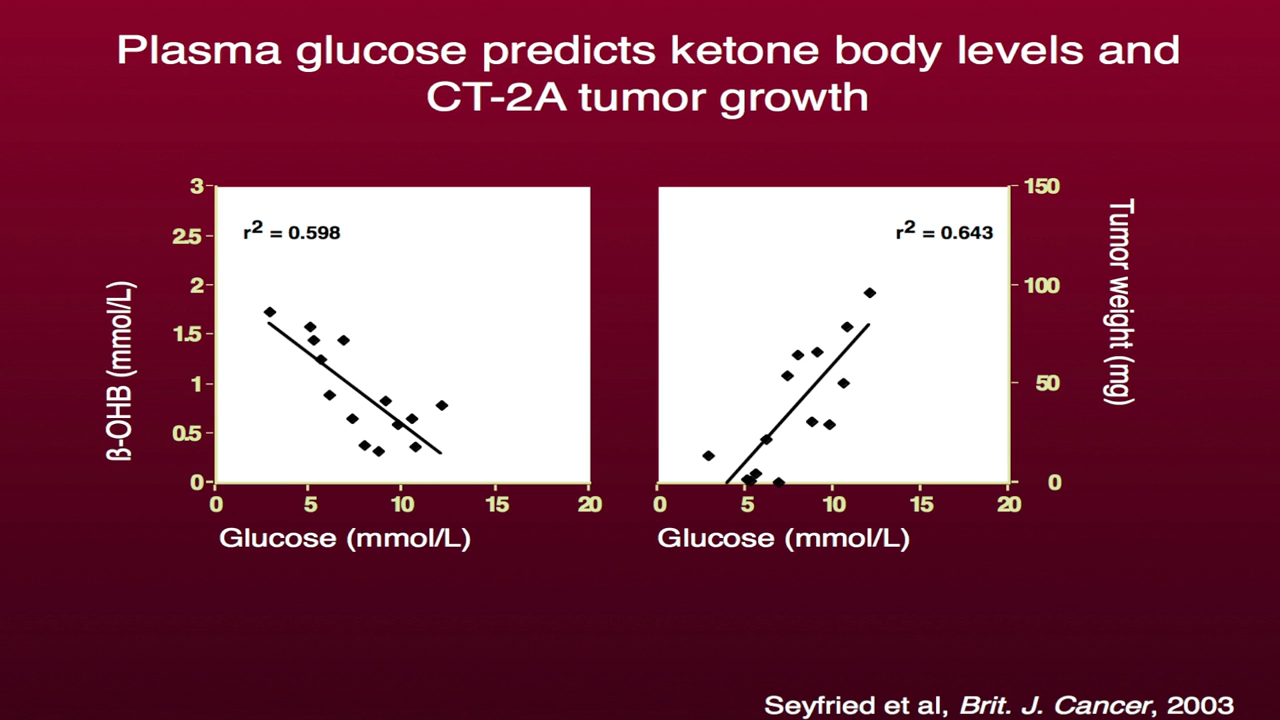 Plasma glucose predicts ketone body levels and
CT-2A tumor growth
3
2.5
2
1.5
1
0.5
0
β-OHB (mmol/L)
r² = 0.598
0 5 10 15 20
Glucose (mmol/L)
r² = 0.643
150
100
50
0
Tumor weight (mg)
0 5 10 15 20
Glucose (mmol/L)
Seyfried et al, Brit. J. Cancer, 2003